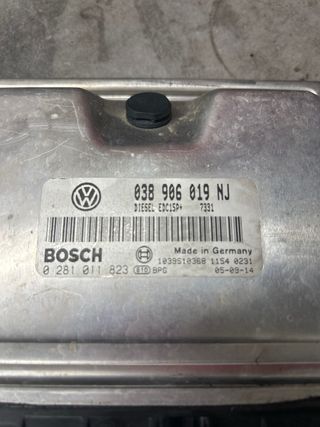 038 906 019 NJ
DIESEL EDC15P+ 7331
BOSCH
Made in Germany
1039S10368 1154 0231
0 281 011 823 BPG 05-09-14